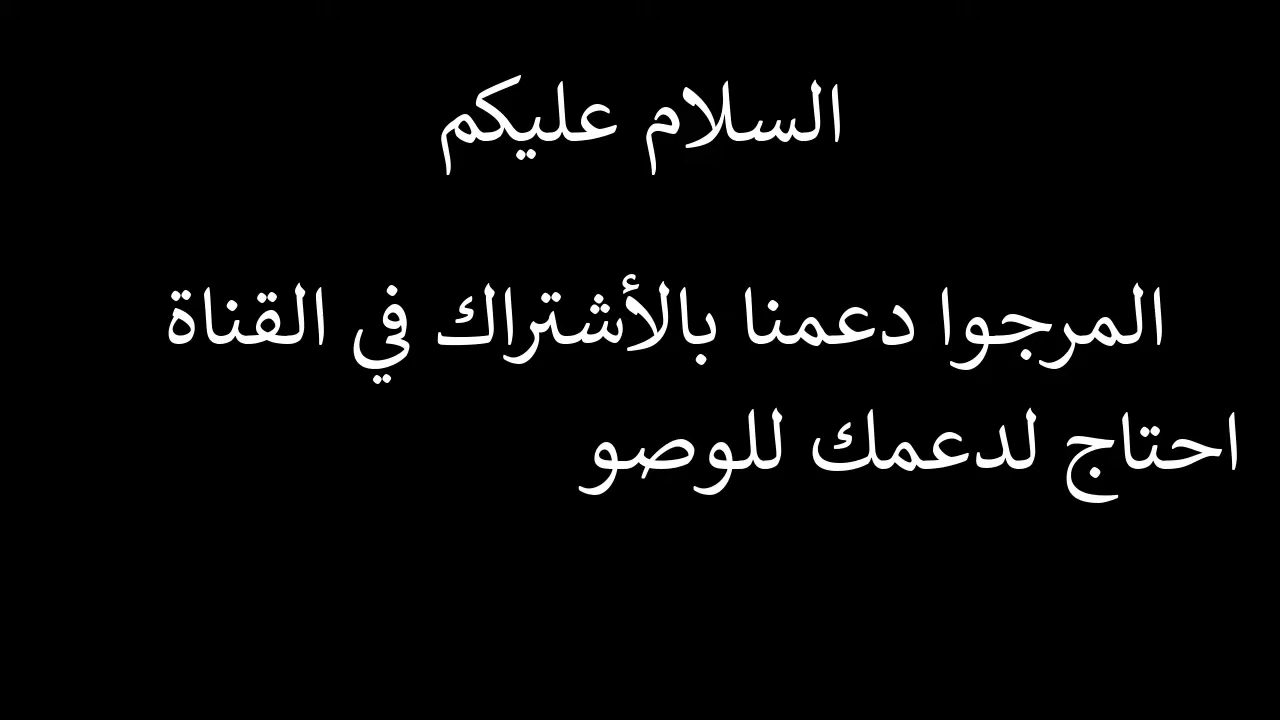 السلام عليكم
المرجوا دعمنا بالأشتراك في القناة
احتاج لدعمك للوصو